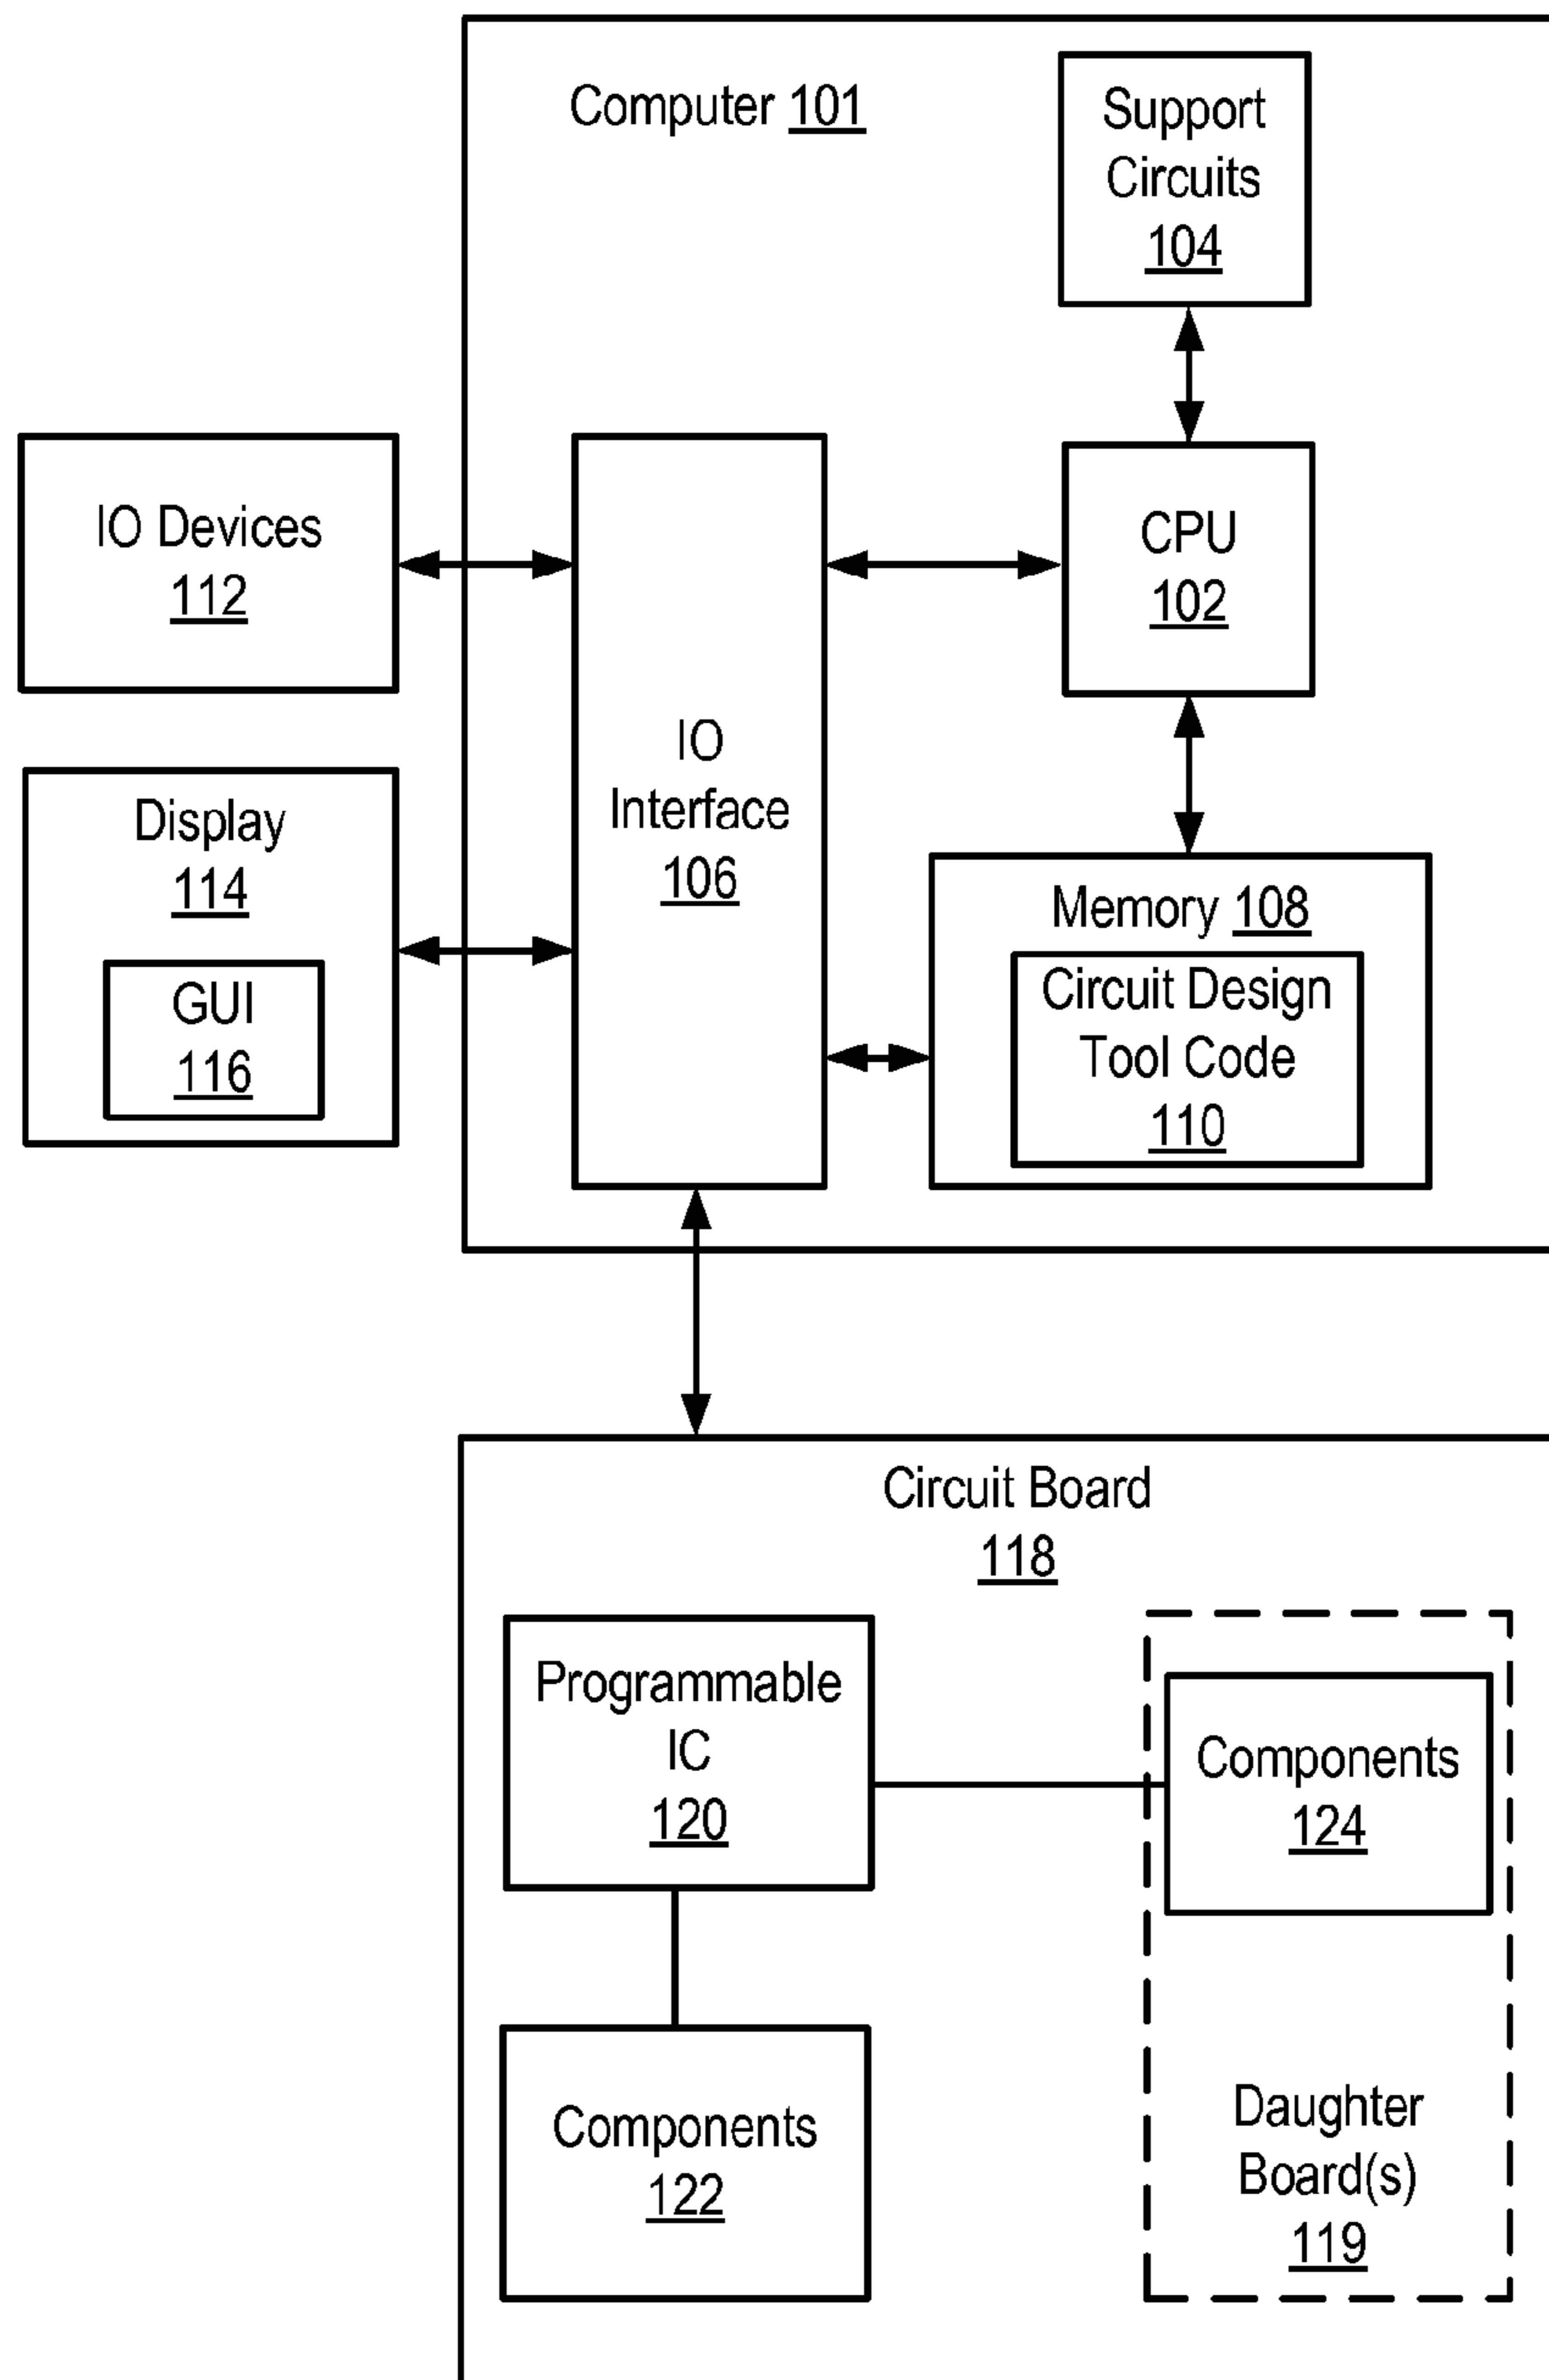 Computer 101
Support
Circuits
104
IO Devices
112
CPU
102
IO
Interface
106
Display
114
GUI
116
Memory 108
Circuit Design
Tool Code
110
Circuit Board
118
Programmable
IC
120
Components
124
Components
122
Daughter
Board(s)
119